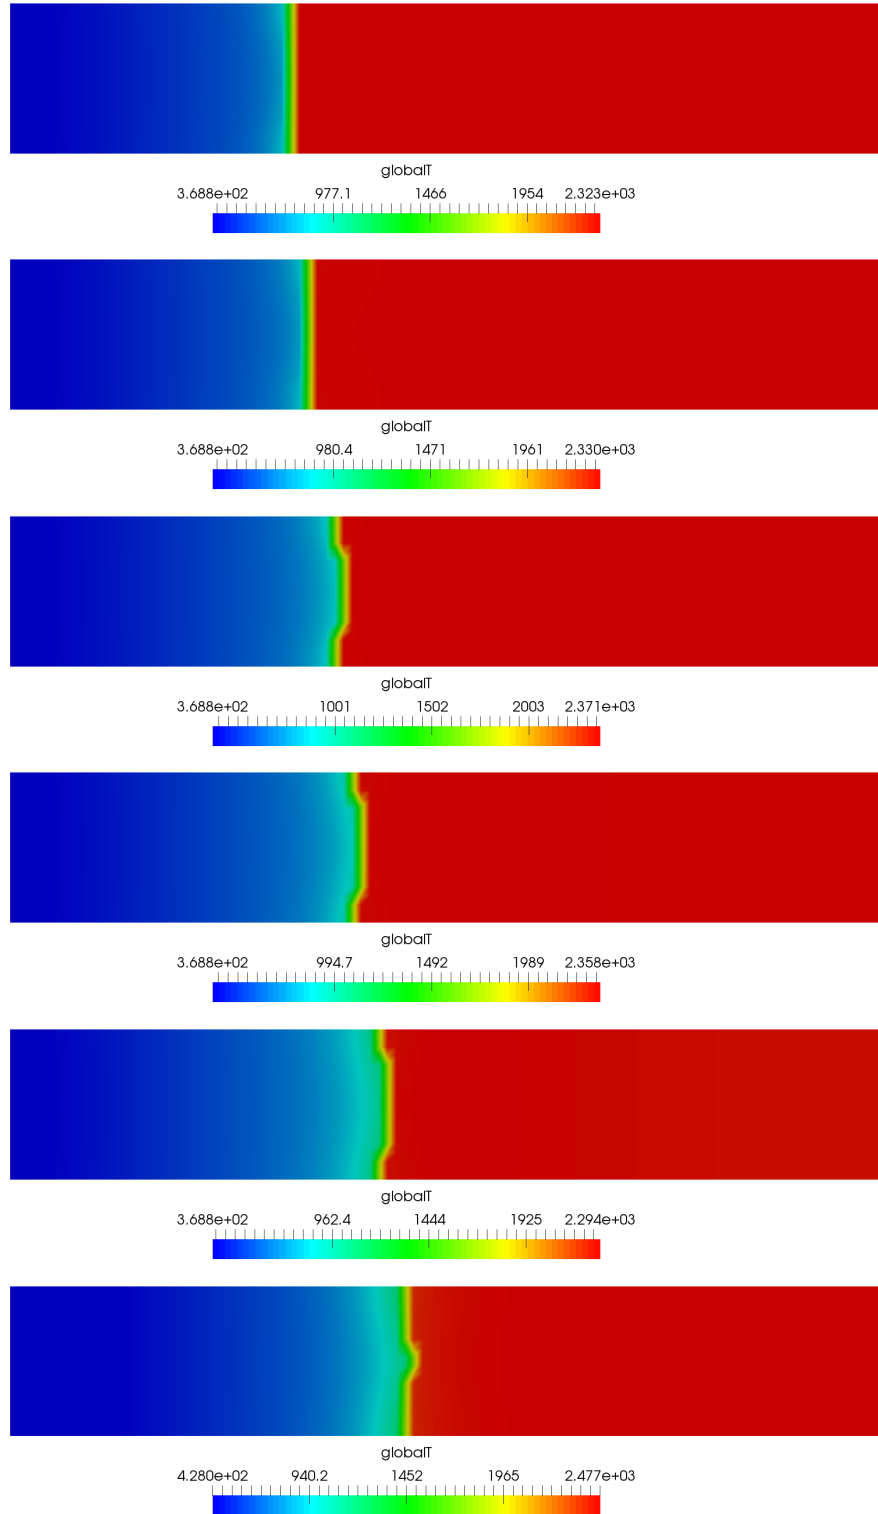 globalT
3.688e+02 977.1 1466 1954 2.323e+03
globalT
3.688e+02 980.4 1471 1961 2.330e+03
globalT
3.688e+02 1001 1502 2003 2.371e+03
globalT
3.688e+02 994.7 1492 1989 2.358e+03
globalT
3.688e+02 962.4 1444 1925 2.294e+03
globalT
4.280e+02 940.2 1452 1965 2.477e+03